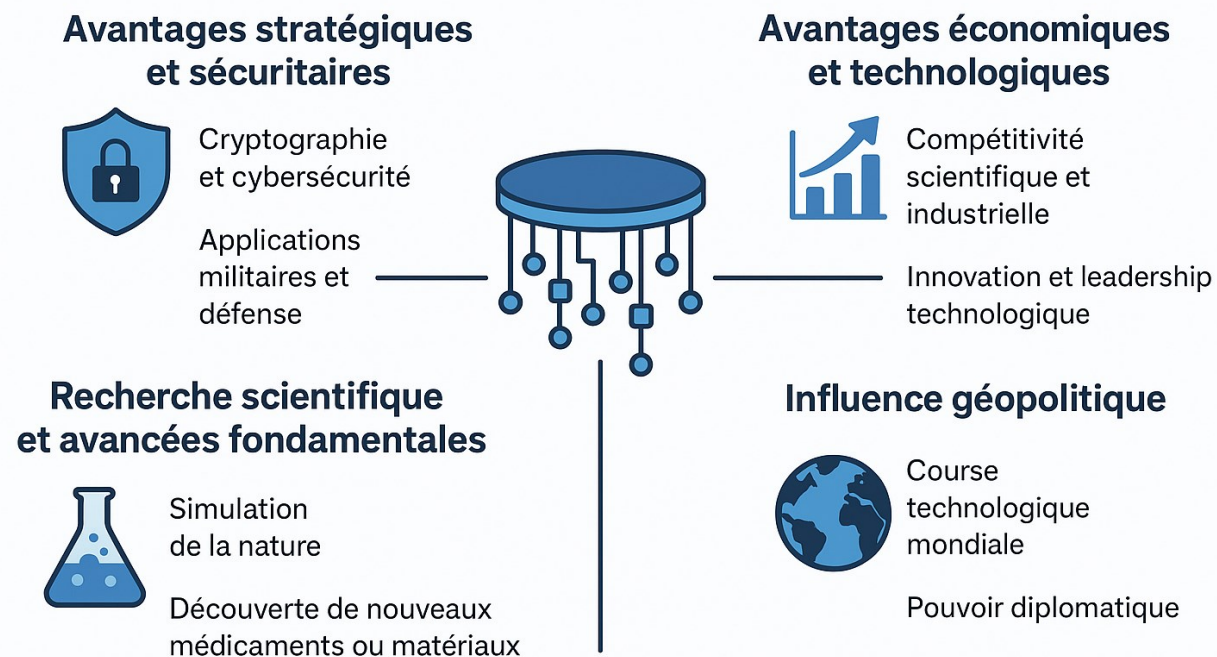 Avantages stratégiques
et sécuritaires
Cryptographie
et cybersécurité
Applications
militaires et
défense
Avantages économiques
et technologiques
Compétitivité
scientifique et
industrielle
Innovation et leadership
technologique
Recherche scientifique
et avancées fondamentales
Simulation
de la nature
Découverte de nouveaux
médicaments ou matériaux
Influence géopolitique
Course
technologique
mondiale
Pouvoir diplomatique